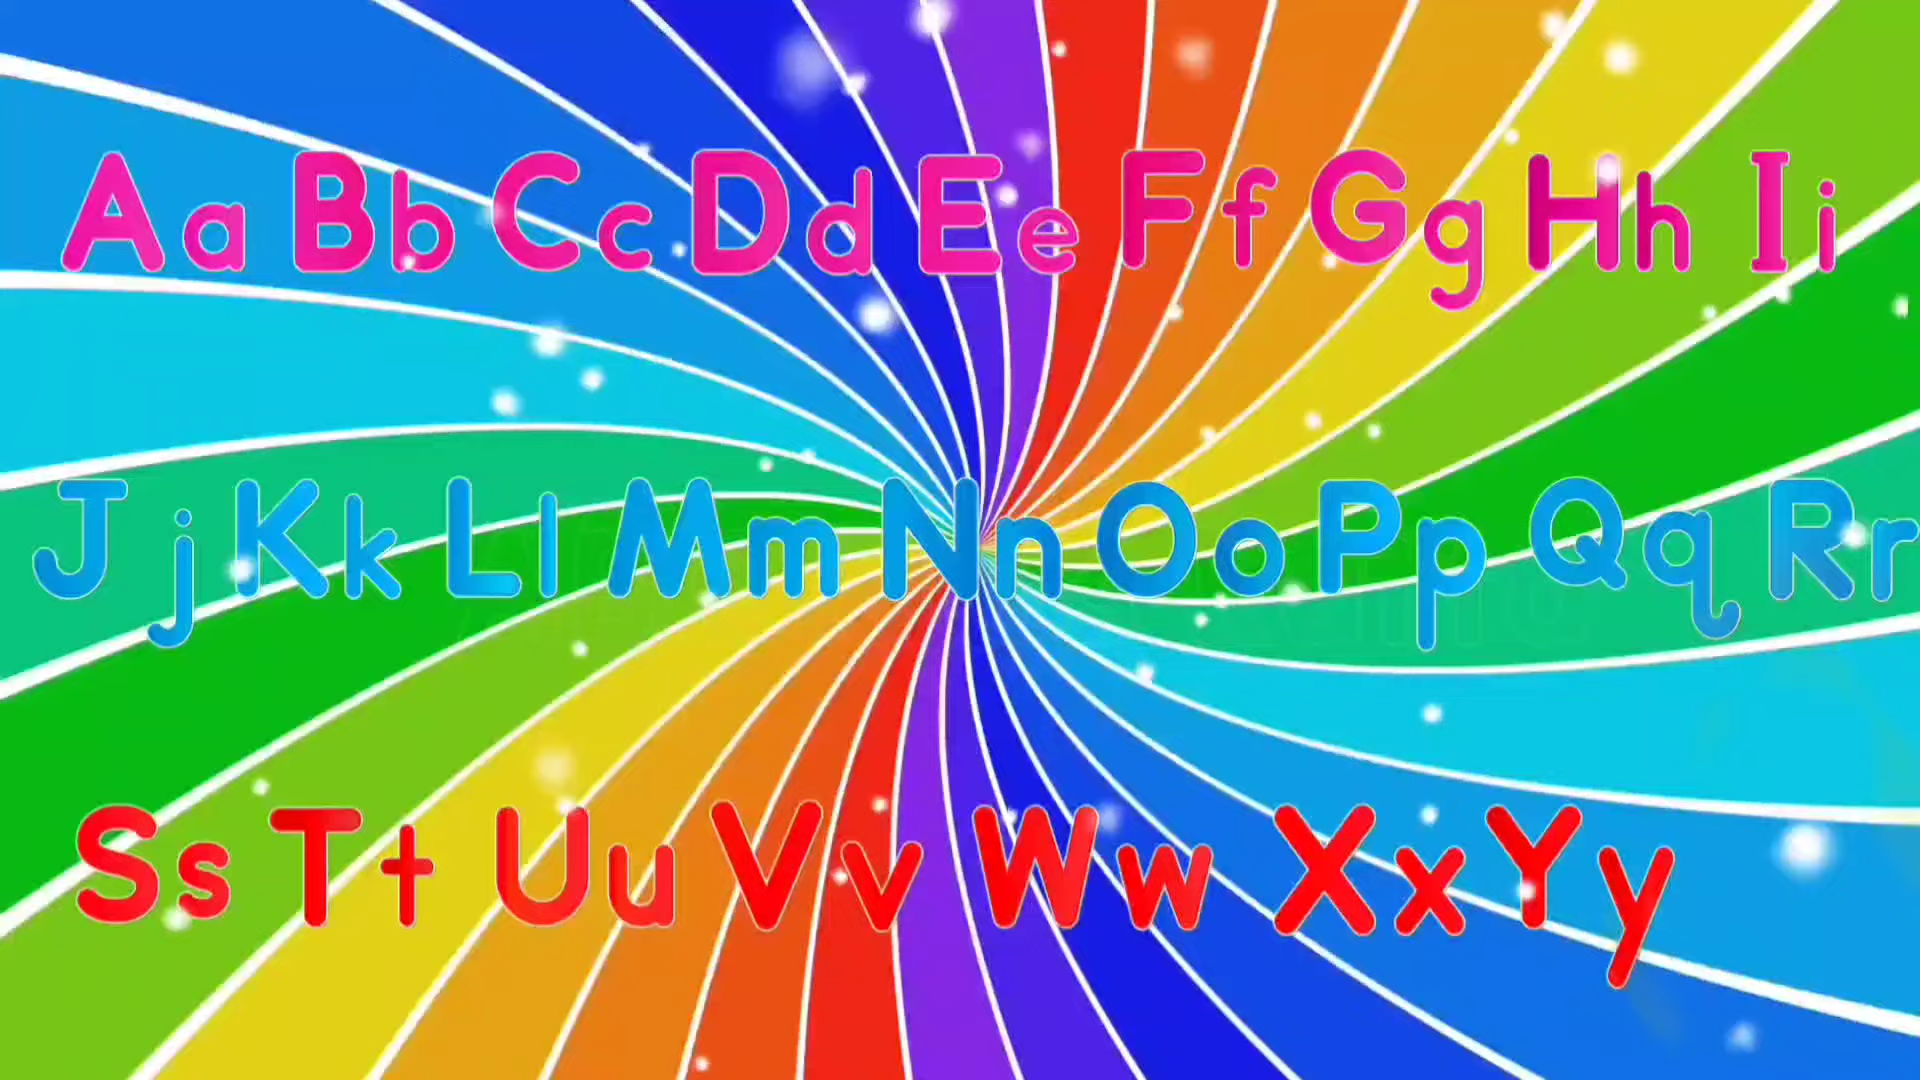 Aa Bb Cc Dd Ee Ff Gg Hh Ii
Jj Kk Ll Mm Nn Oo Pp Qq Rr
Ss Tt Uu Vv Ww Xx Yy